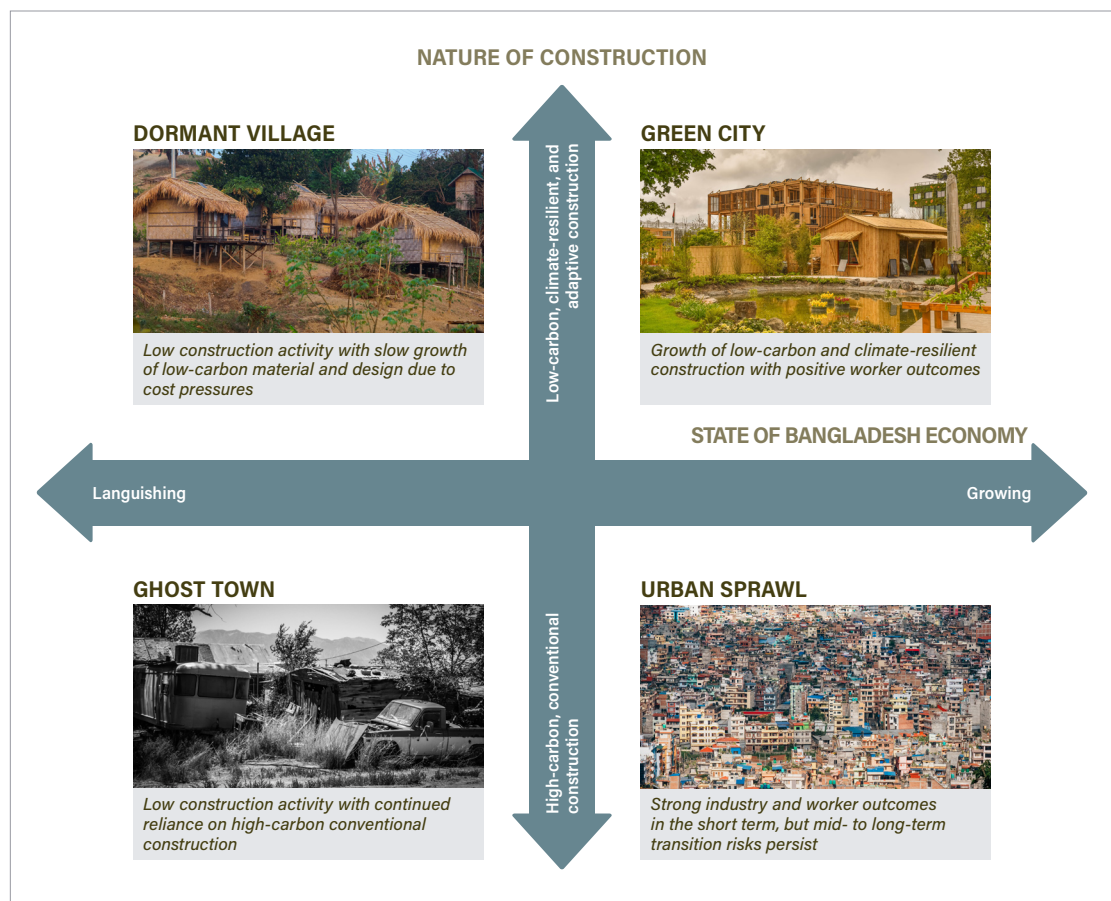 NATURE OF CONSTRUCTION
DORMANT VILLAGE
Low construction activity with slow growth
of low-carbon material and design due to
cost pressures
Low-carbon, climate-resilient, and
adaptive construction
GREEN CITY
Growth of low-carbon and climate-resilient
construction with positive worker outcomes
STATE OF BANGLADESH ECONOMY
Languishing
Growing
GHOST TOWN
Low construction activity with continued
reliance on high-carbon conventional
construction
High-carbon, conventional
construction
URBAN SPRAWL
Strong industry and worker outcomes
in the short term, but mid- to long-term
transition risks persist